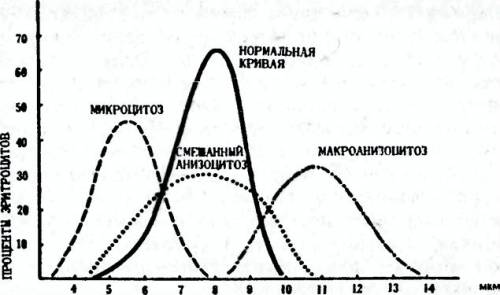 70
60
50
40
30
20
10
ПРОЦЕНТЫ ЭРИТРОЦИТОВ
МИКРОЦИТОЗ
НОРМАЛЬНАЯ
КРИВАЯ
СМЕШАННЫЙ
АНИЗОЦИТОЗ
МАКРОАНИЗОЦИТОЗ
4 5 6 7 8 9 10 11 12 13 14 мкм